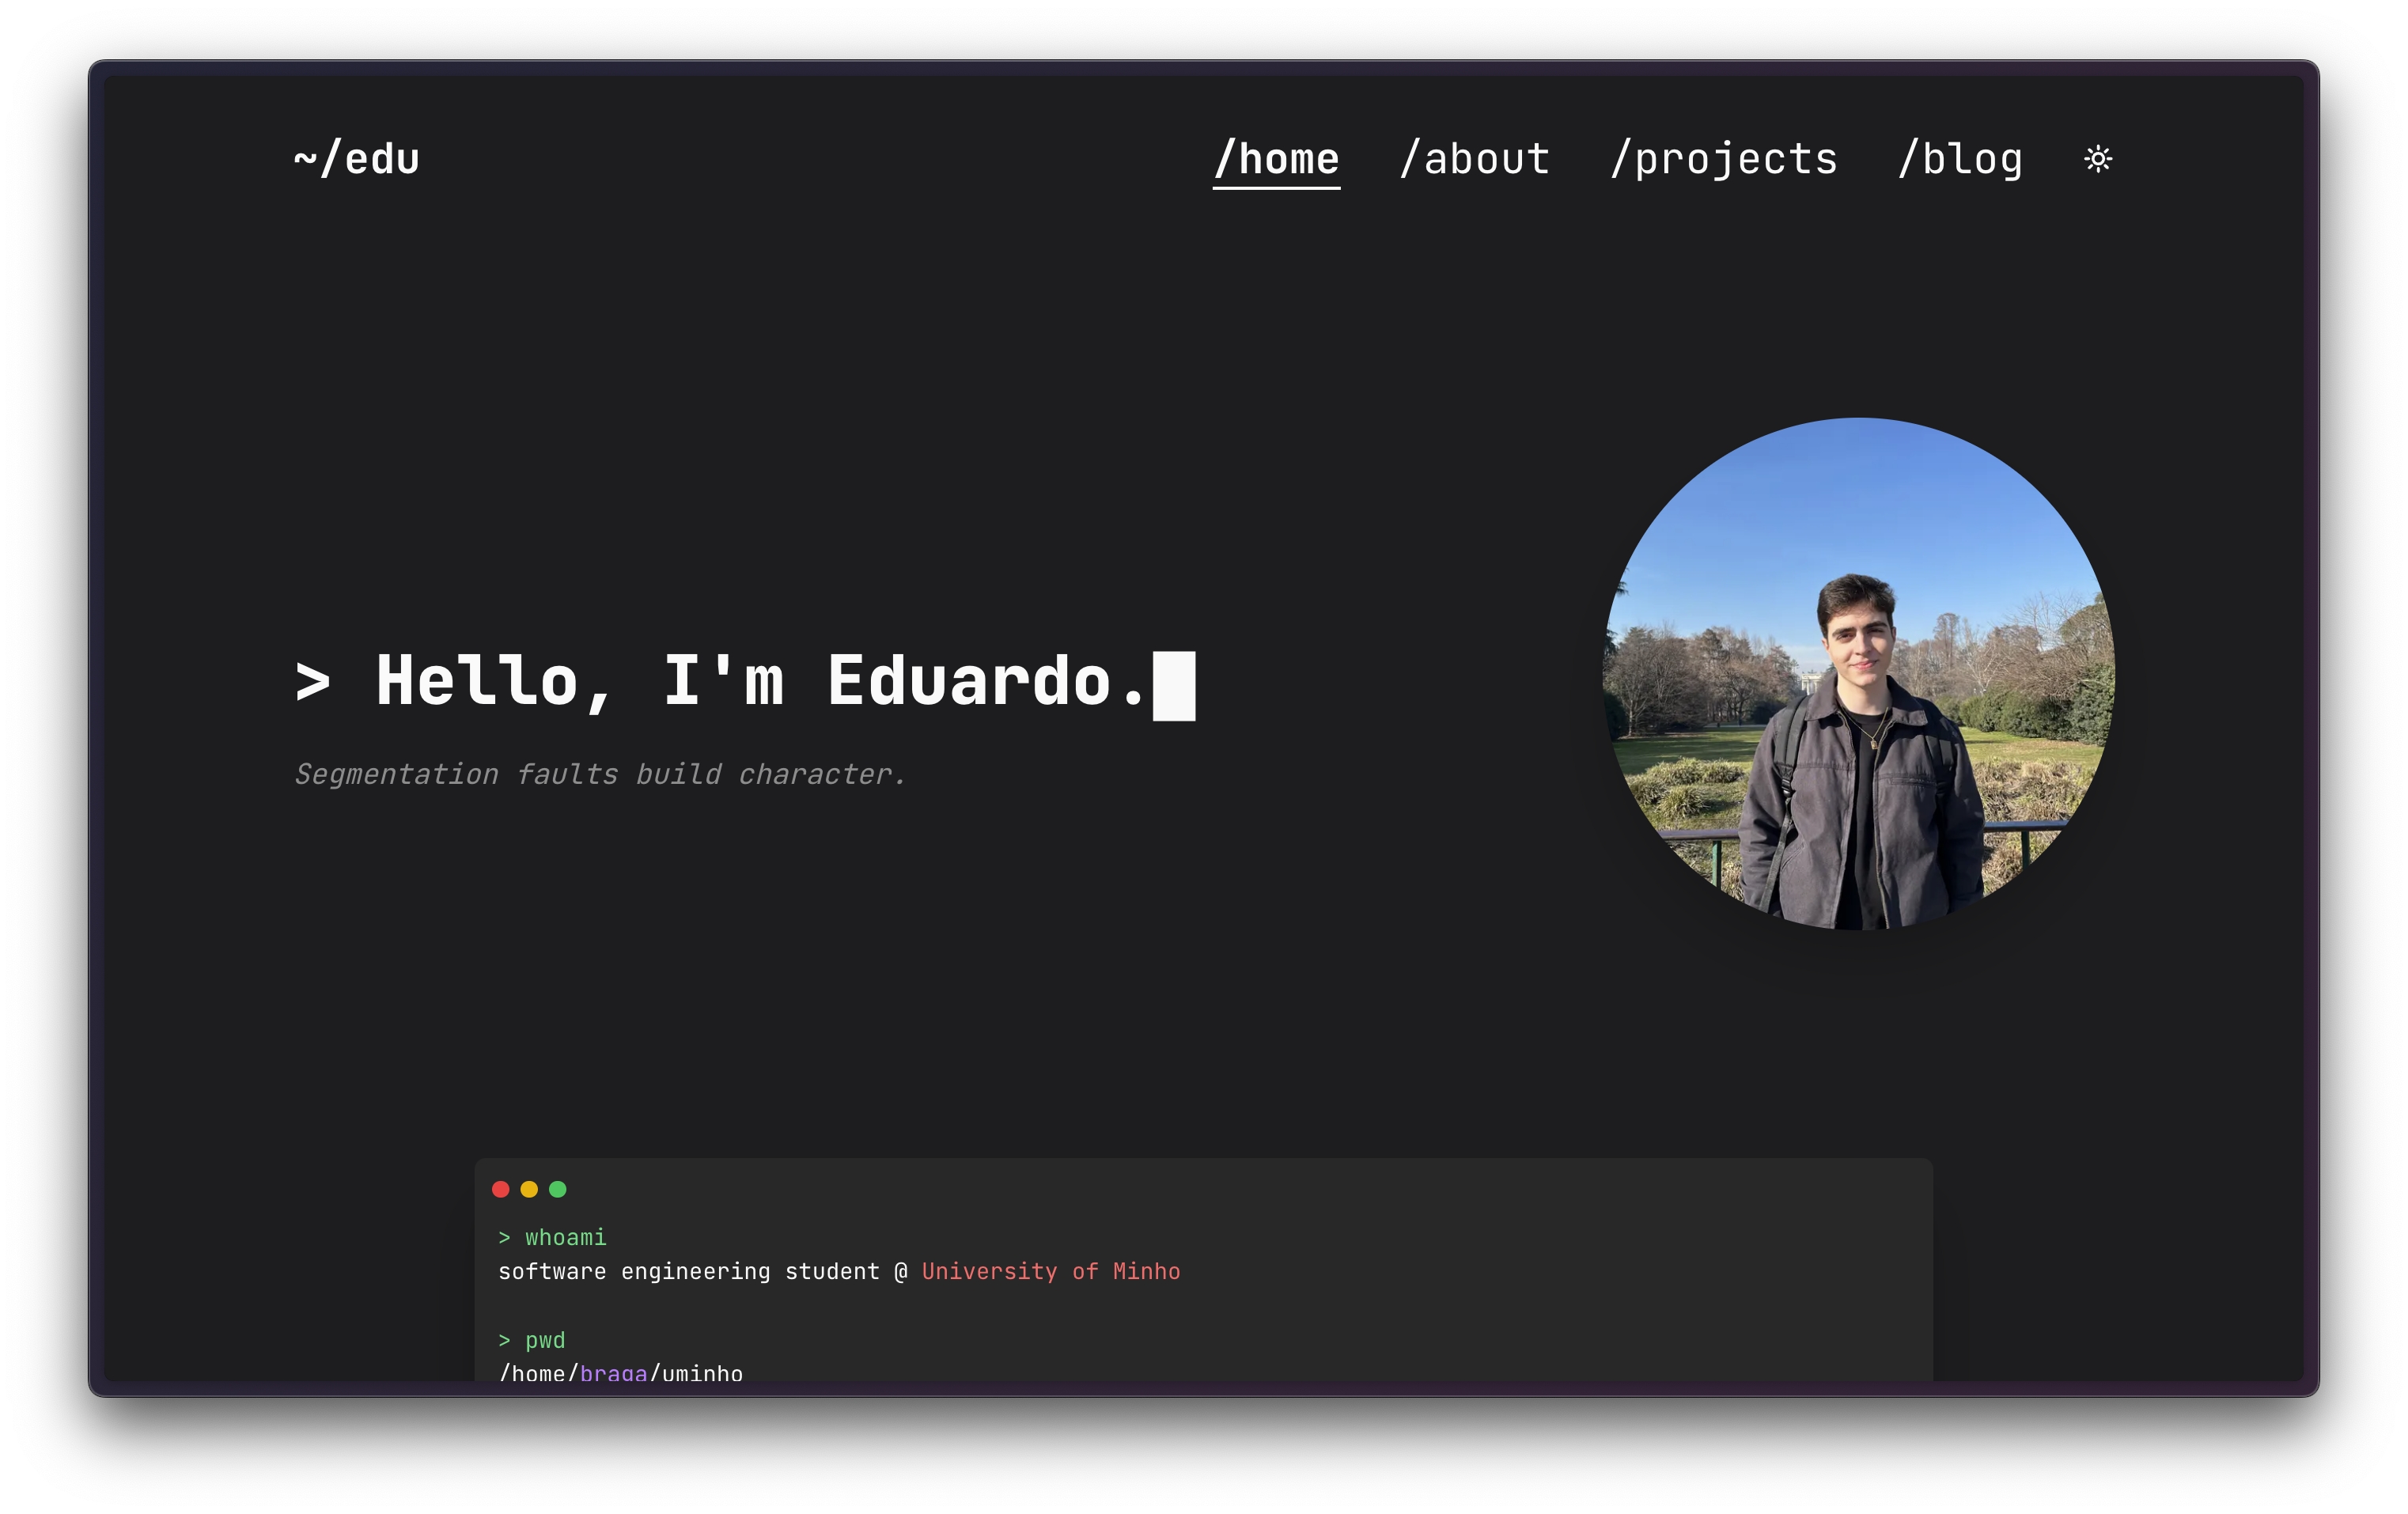 ~/edu /home /about /projects /blog
> Hello, I'm Eduardo.
Segmentation faults build character.
> whoami
software engineering student @ University of Minho
> pwd
/home/braga/uminho